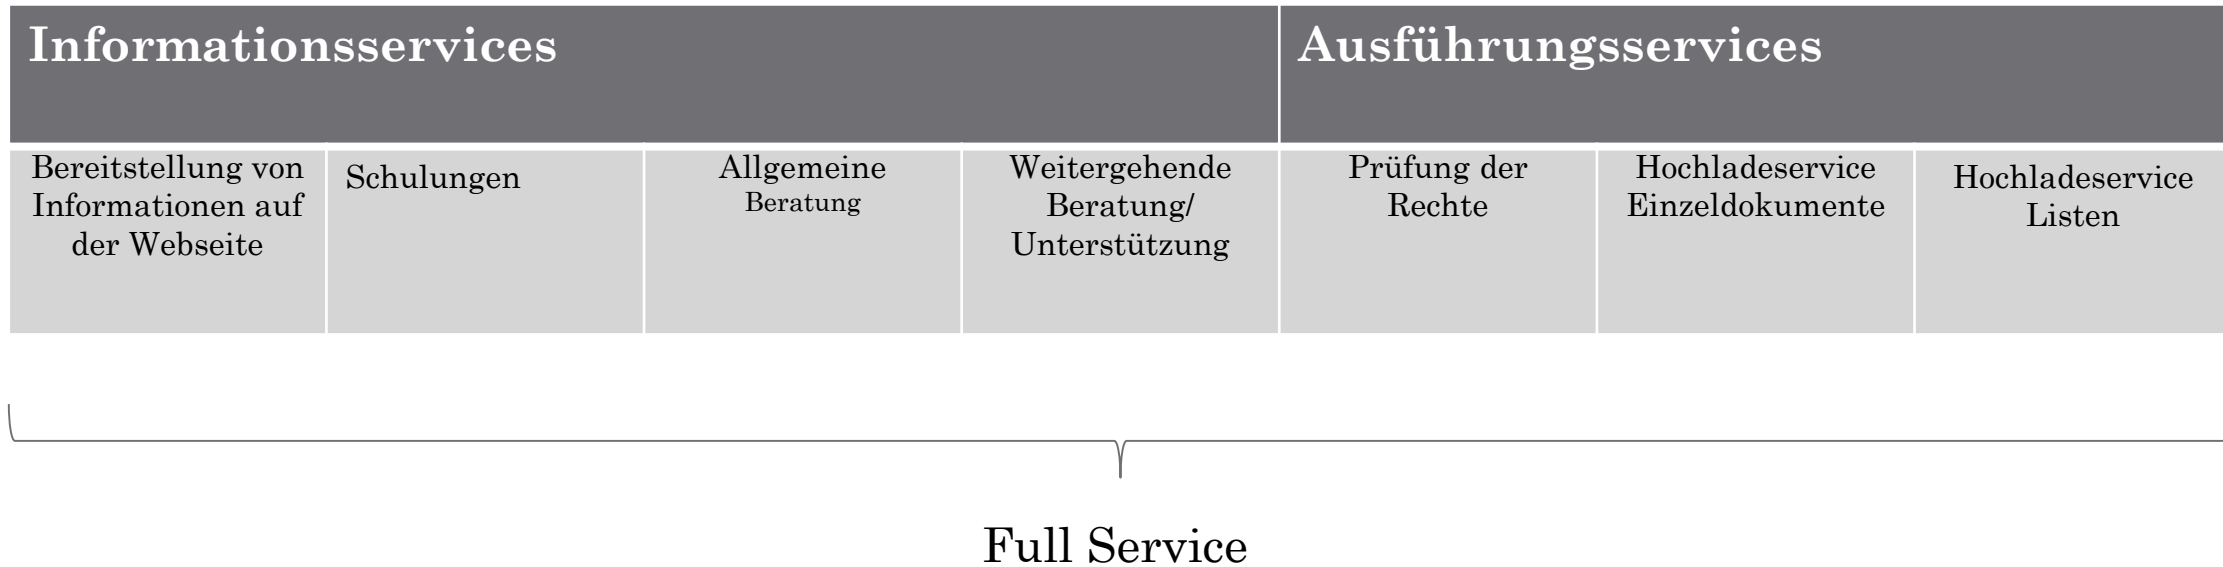 Informationsservices
Ausführungsservices
Bereitstellung von
Informationen auf
der Webseite
Schulungen
Allgemeine
Beratung
Weitergehende
Beratung/
Unterstützung
Prüfung der
Rechte
Hochladeservice
Einzeldokumente
Hochladeservice
Listen
Full Service